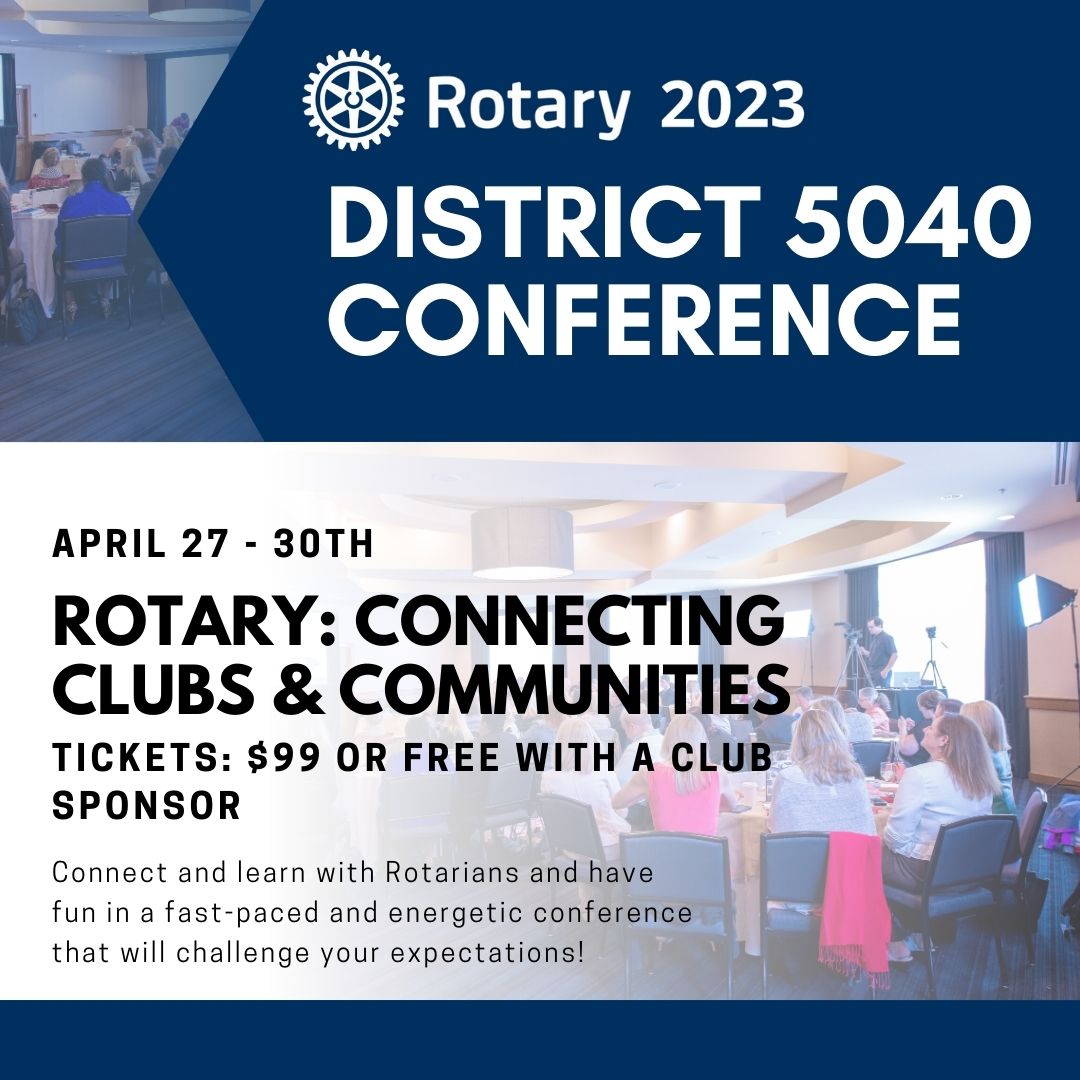 Rotary 2023
DISTRICT 5040
CONFERENCE
APRIL 27 - 30TH
ROTARY: CONNECTING
CLUBS & COMMUNITIES
TICKETS: $99 OR FREE WITH A CLUB
SPONSOR
Connect and learn with Rotarians and have
fun in a fast-paced and energetic conference
that will challenge your expectations!